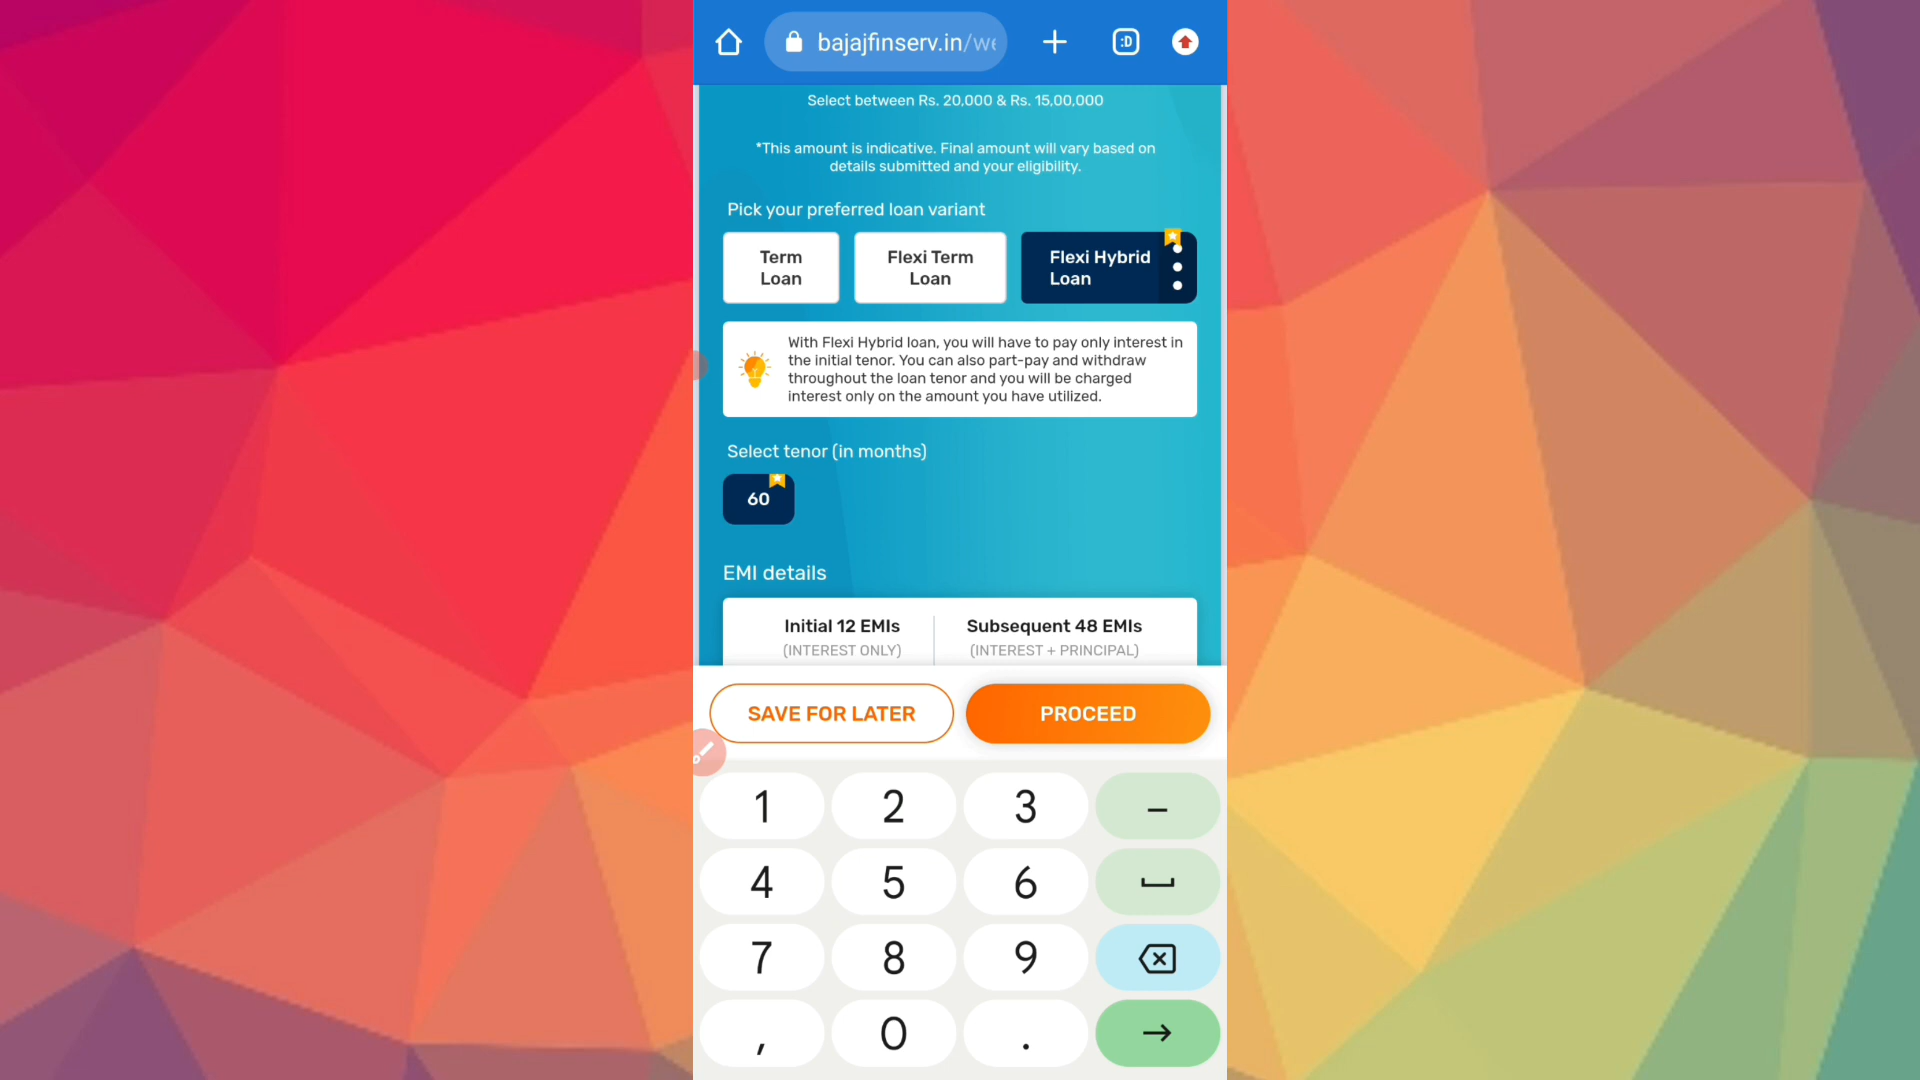 bajajfinserv.in/we
:D
Select between Rs. 20,000 & Rs. 15,00,000
*This amount is indicative. Final amount will vary based on
details submitted and your eligibility.
Pick your preferred loan variant
Term
Loan
Flexi Term
Loan
Flexi Hybrid
Loan
With Flexi Hybrid loan, you will have to pay only interest in
the initial tenor. You can also part-pay and withdraw
throughout the loan tenor and you will be charged
interest only on the amount you have utilized.
Select tenor (in months)
60
EMI details
Initial 12 EMIs
(INTEREST ONLY)
Subsequent 48 EMIs
(INTEREST + PRINCIPAL)
SAVE FOR LATER
PROCEED
1 2 3 –
4 5 6
7 8 9
, 0 .